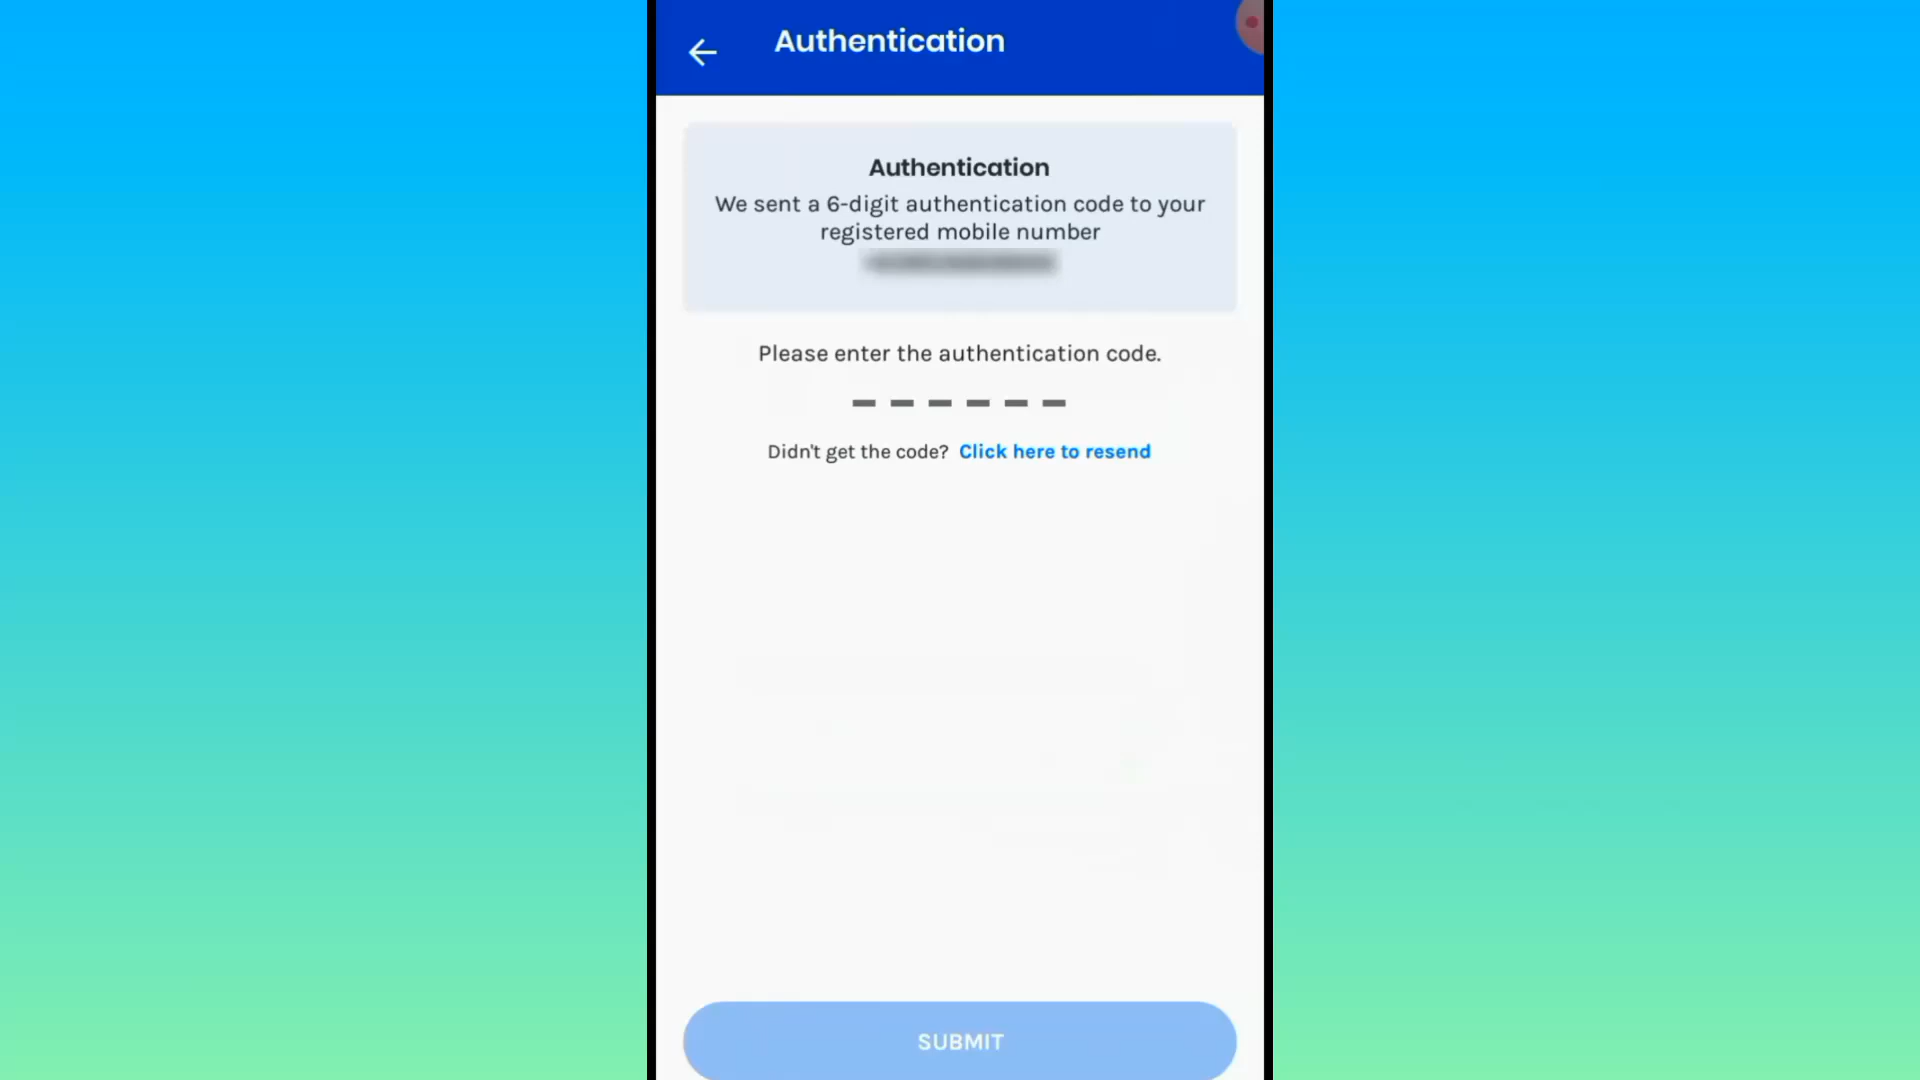 Authentication
Authentication
We sent a 6-digit authentication code to your
registered mobile number
Please enter the authentication code.
Didn't get the code? Click here to resend
SUBMIT